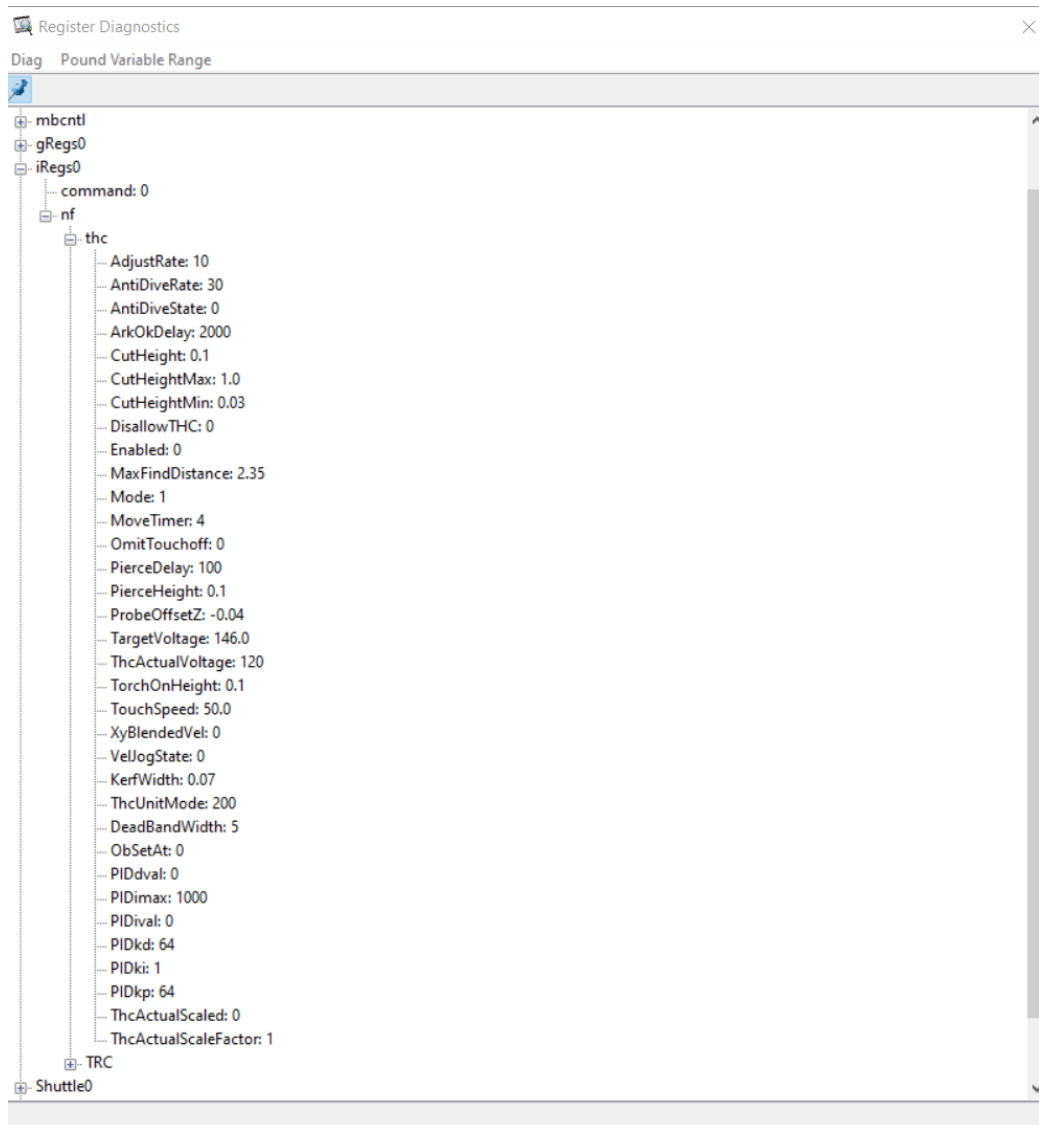 Register Diagnostics
Diag Pound Variable Range
mbcntl
gRegs0
iRegs0
command: 0
nf
thc
AdjustRate: 10
AntiDiveRate: 30
AntiDiveState: 0
ArkOkDelay: 2000
CutHeight: 0.1
CutHeightMax: 1.0
CutHeightMin: 0.03
DisallowTHC: 0
Enabled: 0
MaxFindDistance: 2.35
Mode: 1
MoveTimer: 4
OmitTouchoff: 0
PierceDelay: 100
PierceHeight: 0.1
ProbeOffsetZ: -0.04
TargetVoltage: 146.0
ThcActualVoltage: 120
TorchOnHeight: 0.1
TouchSpeed: 50.0
XyBlendedVel: 0
VelJogState: 0
KerfWidth: 0.07
ThcUnitMode: 200
DeadBandWidth: 5
ObSetAt: 0
PIDdval: 0
PIDimax: 1000
PIDival: 0
PIDkd: 64
PIDki: 1
PIDkp: 64
ThcActualScaled: 0
ThcActualScaleFactor: 1
TRC
Shuttle0